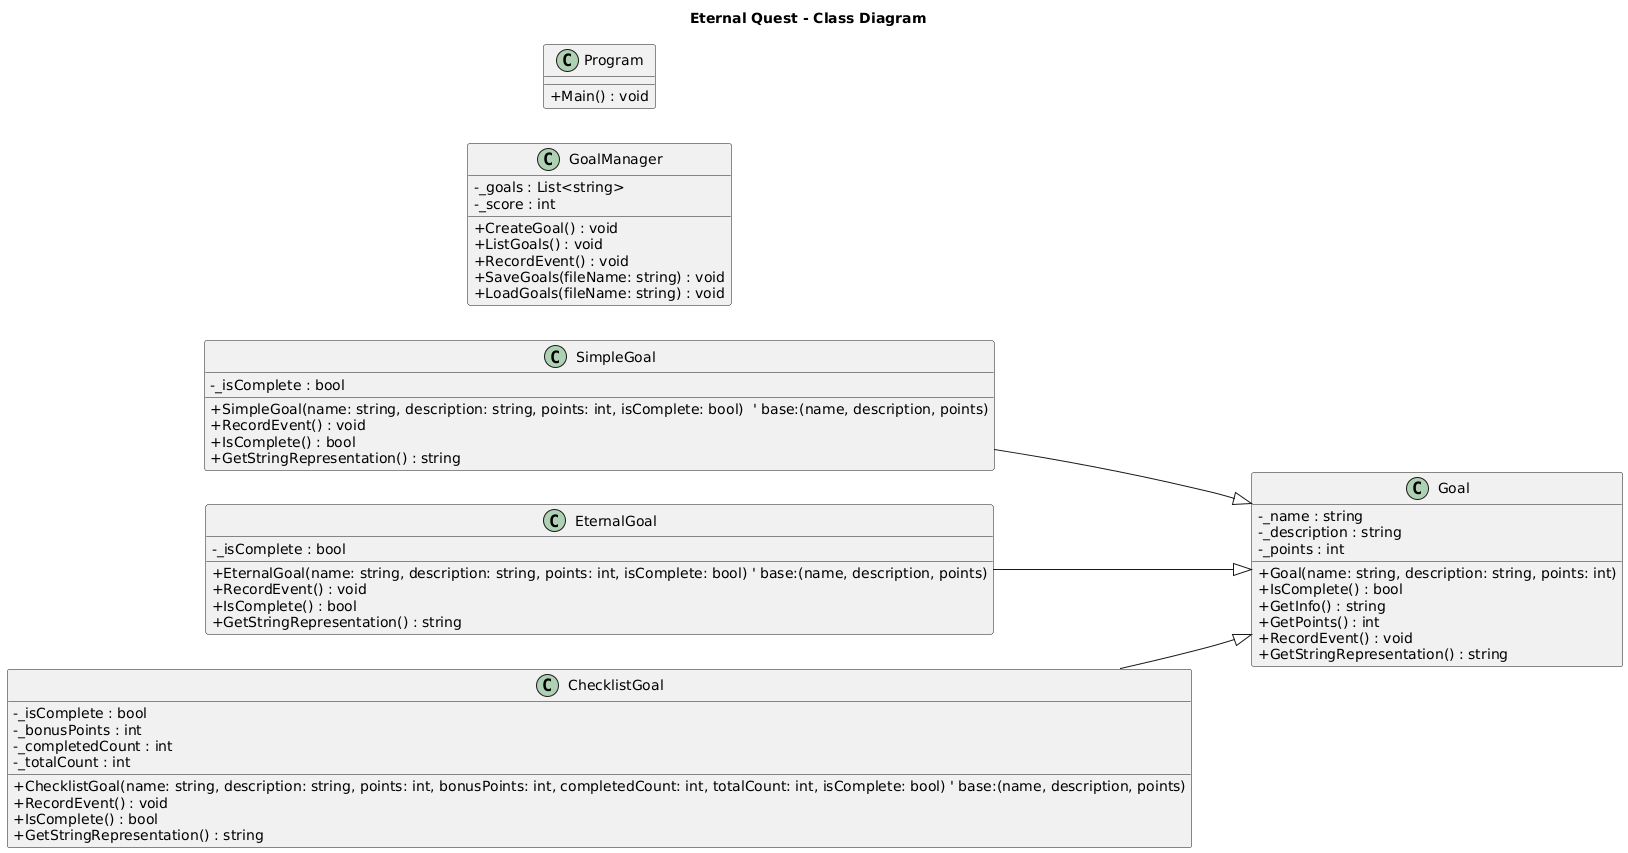 Eternal Quest - Class Diagram
C Program
+Main() : void
C GoalManager
-_goals : List<string>
-_score : int
+CreateGoal() : void
+ListGoals() : void
+RecordEvent() : void
+SaveGoals(fileName: string) : void
+LoadGoals(fileName: string) : void
C SimpleGoal
-_isComplete : bool
+SimpleGoal(name: string, description: string, points: int, isComplete: bool)  ' base:(name, description, points)
+RecordEvent() : void
+IsComplete() : bool
+GetStringRepresentation() : string
C Goal
-_name : string
-_description : string
-_points : int
+Goal(name: string, description: string, points: int)
+IsComplete() : bool
+GetInfo() : string
+GetPoints() : int
+RecordEvent() : void
+GetStringRepresentation() : string
C EternalGoal
-_isComplete : bool
+EternalGoal(name: string, description: string, points: int, isComplete: bool) ' base:(name, description, points)
+RecordEvent() : void
+IsComplete() : bool
+GetStringRepresentation() : string
C ChecklistGoal
-_isComplete : bool
-_bonusPoints : int
-_completedCount : int
-_totalCount : int
+ChecklistGoal(name: string, description: string, points: int, bonusPoints: int, completedCount: int, totalCount: int, isComplete: bool) ' base:(name, description, points)
+RecordEvent() : void
+IsComplete() : bool
+GetStringRepresentation() : string